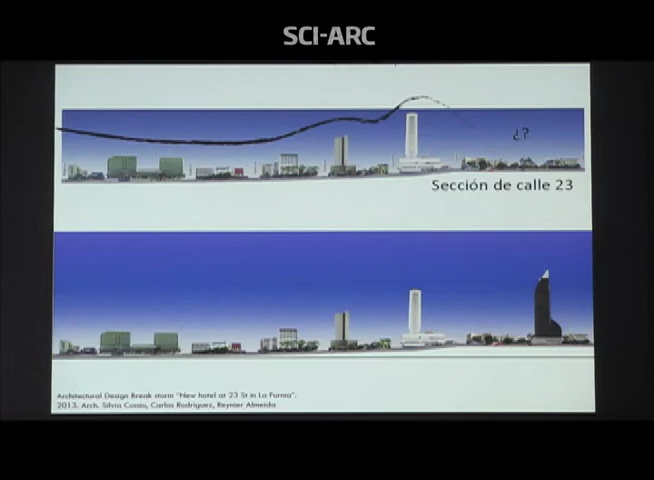 SCI-ARC
¿?
Sección de calle 23
Architectural Design Break storm "New hotel at 23 St in La Rampa".
2013. Arch. Silvia Cossio, Carlos Rodríguez, Reynier Almeida